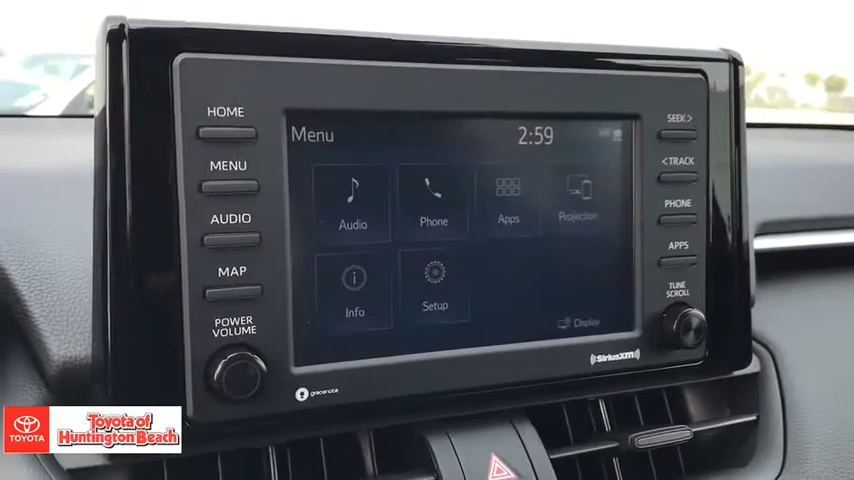 HOME
MENU
AUDIO
MAP
POWER
VOLUME
Menu
2:59
Audio
Phone
Apps
Projection
Info
Setup
Display
SEEK >
< TRACK
PHONE
APPS
TUNE
SCROLL
gracenote
SiriusXM
TOYOTA
Toyota of
Huntington Beach